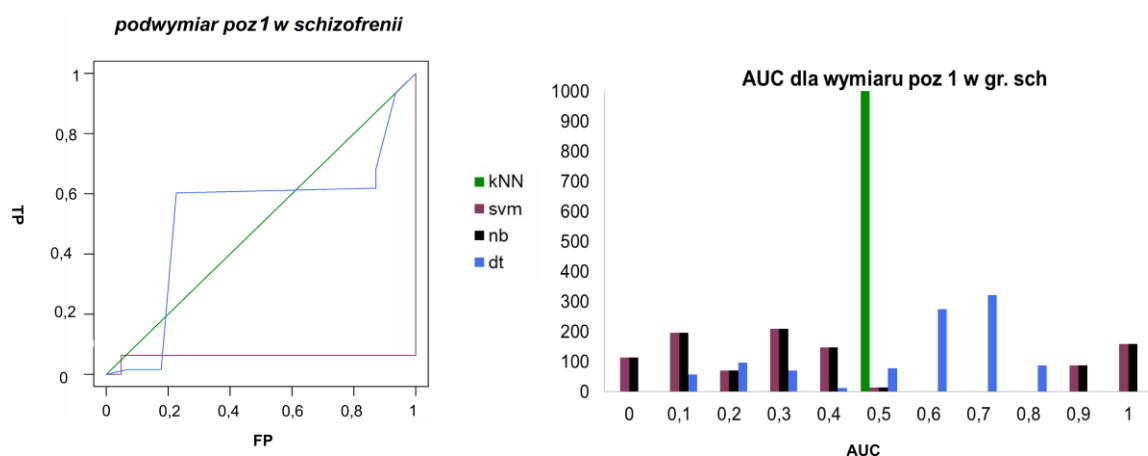 podwymiar poz1 w schizofrenii
1
0,8
0,6
0,4
0,2
0
TP
0 0,2 0,4 0,6 0,8 1
FP
kNN
svm
nb
dt
AUC dla wymiaru poz 1 w gr. sch
1000
900
800
700
600
500
400
300
200
100
0
0 0,1 0,2 0,3 0,4 0,5 0,6 0,7 0,8 0,9 1
AUC